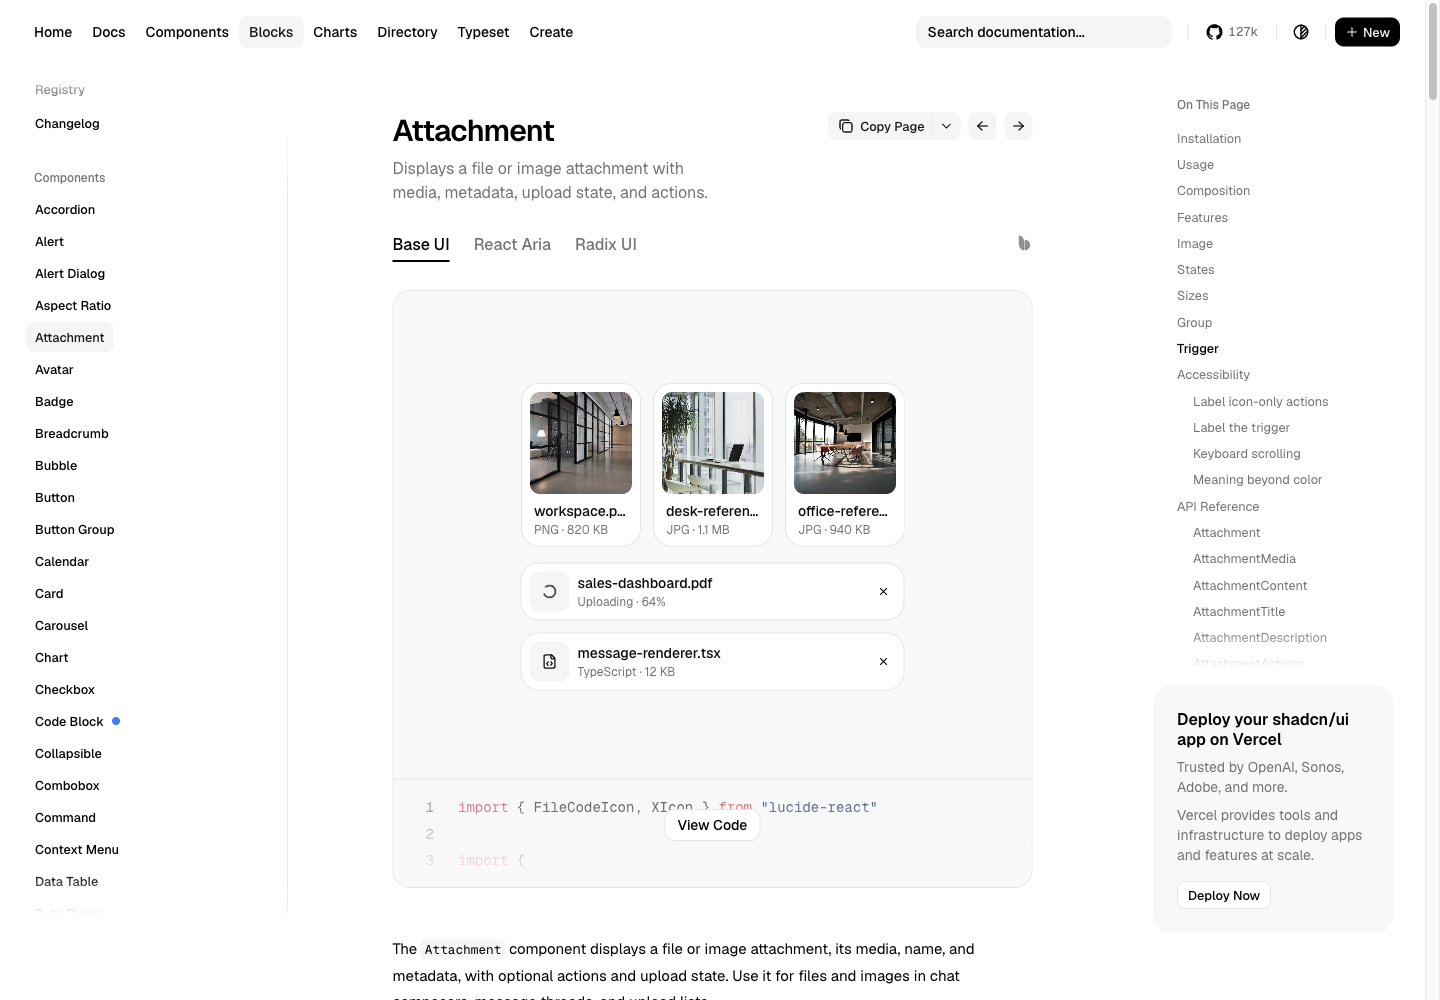 Home Docs Components Blocks Charts Directory Typeset Create
Search documentation...
127k
New
Registry
Changelog
Components
Accordion
Alert
Alert Dialog
Aspect Ratio
Attachment
Avatar
Badge
Breadcrumb
Bubble
Button
Button Group
Calendar
Card
Carousel
Chart
Checkbox
Code Block
Collapsible
Combobox
Command
Context Menu
Data Table
Attachment
Copy Page
Displays a file or image attachment with
media, metadata, upload state, and actions.
Base UI React Aria Radix UI
workspace.p...
PNG · 820 KB
desk-referen...
JPG · 1.1 MB
office-refere...
JPG · 940 KB
sales-dashboard.pdf
Uploading · 64%
message-renderer.tsx
TypeScript · 12 KB
1 import { FileCodeIcon, XIcon } from "lucide-react"
2
3 import {
View Code
The Attachment component displays a file or image attachment, its media, name, and
metadata, with optional actions and upload state. Use it for files and images in chat
composers, message threads, and upload lists.
On This Page
Installation
Usage
Composition
Features
Image
States
Sizes
Group
Trigger
Accessibility
Label icon-only actions
Label the trigger
Keyboard scrolling
Meaning beyond color
API Reference
Attachment
AttachmentMedia
AttachmentContent
AttachmentTitle
AttachmentDescription
AttachmentActions
Deploy your shadcn/ui
app on Vercel
Trusted by OpenAI, Sonos,
Adobe, and more.
Vercel provides tools and
infrastructure to deploy apps
and features at scale.
Deploy Now